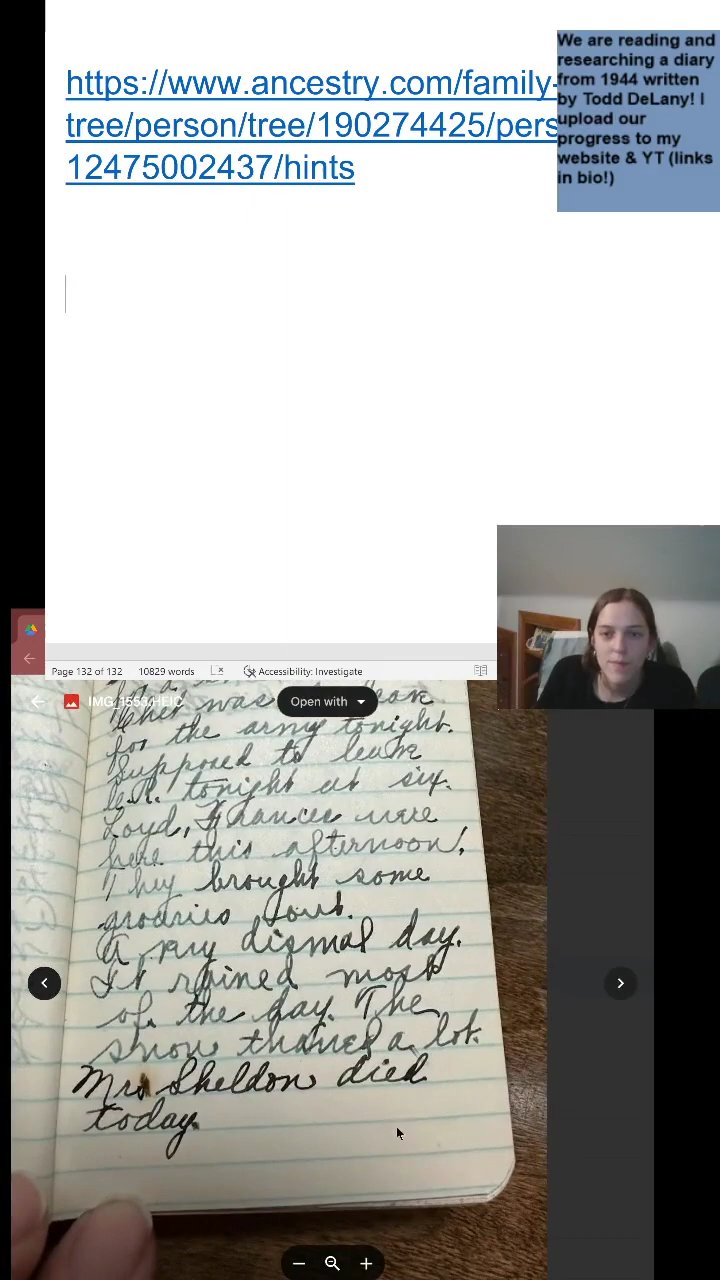 https://www.ancestry.com/family-
tree/person/tree/190274425/pers
12475002437/hints
We are reading and
researching a diary
from 1944 written
by Todd DeLany! I
upload our
progress to my
website & YT (links
in bio!)
Page 132 of 132 10829 words Accessibility: Investigate
IMG_1553.HEIC Open with
was
for the army tonight.
Supposed to leave
tonight at six.
Loyd, Frances were
here this afternoon.
They brought some
groaries out.
A very dismal day.
It rained most
of the day. The
snow thawed a lot.
Mrs Sheldon died
today.